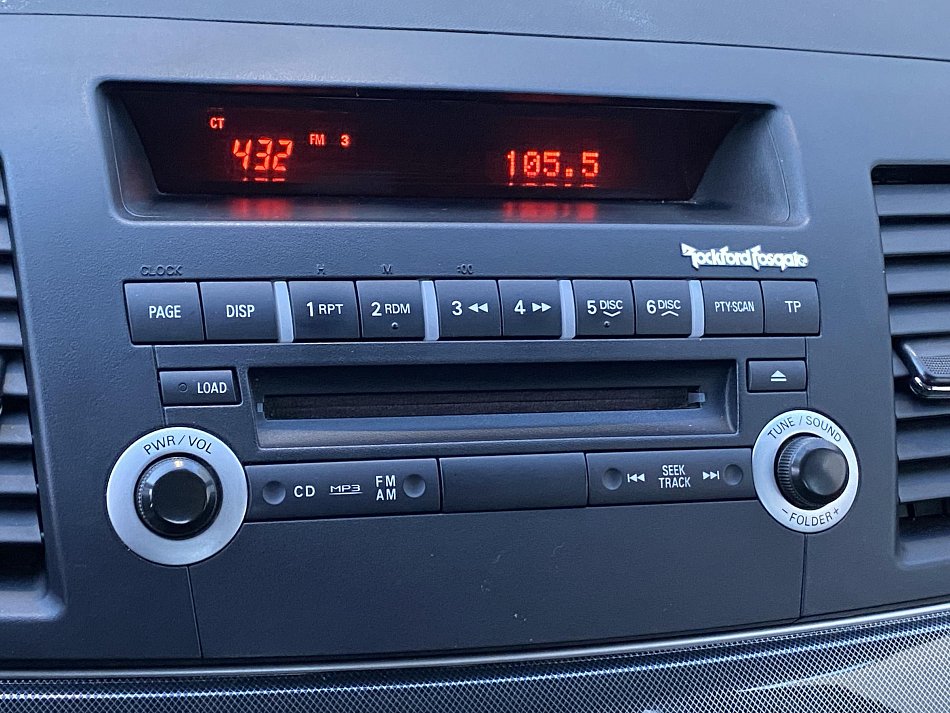 CT
432 FM 3 105.5
Rockford Fosgate
CLOCK H M :00
PAGE DISP 1 RPT 2 RDM 3 4 5 DISC 6 DISC PTY·SCAN TP
LOAD
PWR/VOL
TUNE / SOUND
CD MP3 FM AM
SEEK TRACK
- FOLDER +